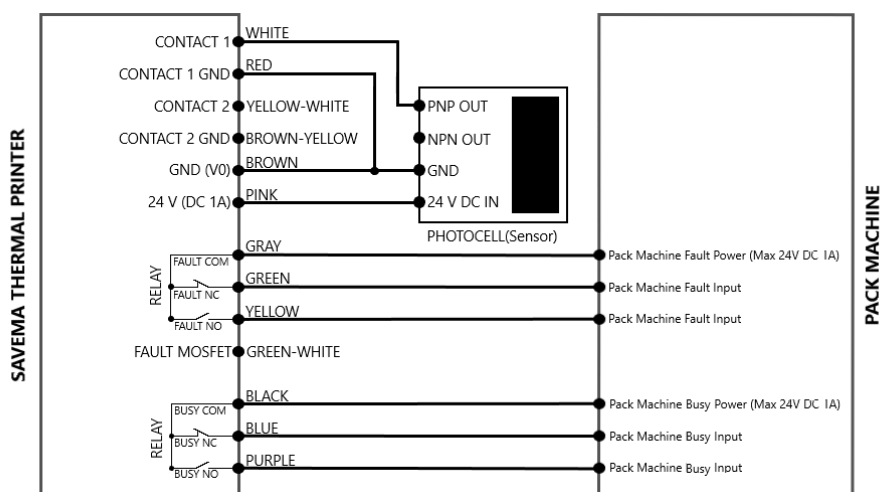 SAVEMA THERMAL PRINTER
CONTACT 1 WHITE
CONTACT 1 GND RED
CONTACT 2 YELLOW-WHITE
CONTACT 2 GND BROWN-YELLOW
GND (V0) BROWN
24 V (DC 1A) PINK
PNP OUT
NPN OUT
GND
24 V DC IN
PHOTOCELL(Sensor)
RELAY
FAULT COM GRAY Pack Machine Fault Power (Max 24V DC 1A)
FAULT NC GREEN Pack Machine Fault Input
FAULT NO YELLOW Pack Machine Fault Input
FAULT MOSFET GREEN-WHITE
RELAY
BUSY COM BLACK Pack Machine Busy Power (Max 24V DC 1A)
BUSY NC BLUE Pack Machine Busy Input
BUSY NO PURPLE Pack Machine Busy Input
PACK MACHINE